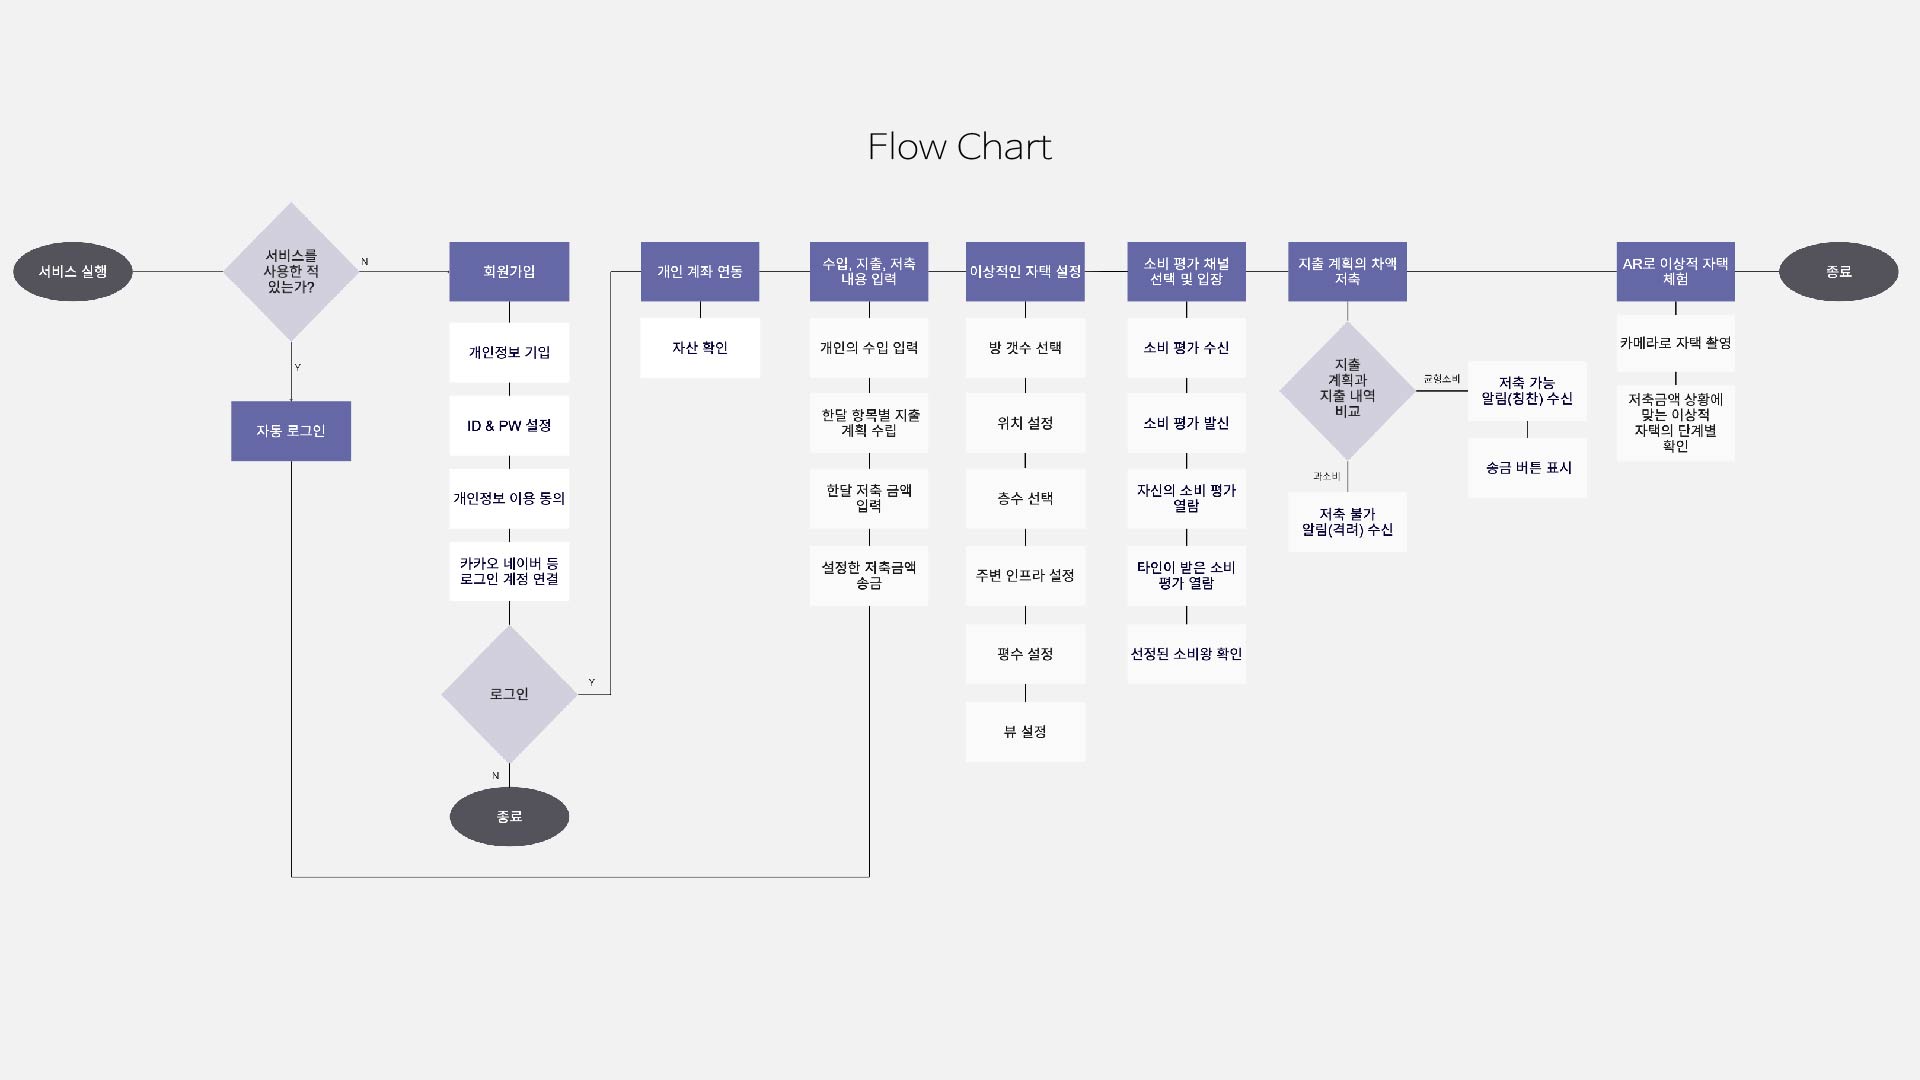 Flow Chart
서비스 실행
서비스를
사용한 적
있는가?
N
Y
자동 로그인
회원가입
개인정보 기입
ID & PW 설정
개인정보 이용 동의
카카오 네이버 등
로그인 계정 연결
로그인
Y
N
종료
개인 계좌 연동
자산 확인
수입, 지출, 저축
내용 입력
개인의 수입 입력
한달 항목별 지출
계획 수립
한달 저축 금액
입력
설정한 저축금액
송금
이상적인 자택 설정
방 갯수 선택
위치 설정
층수 선택
주변 인프라 설정
평수 설정
뷰 설정
소비 평가 채널
선택 및 입장
소비 평가 수신
소비 평가 발신
자신의 소비 평가
열람
타인이 받은 소비
평가 열람
선정된 소비왕 확인
지출 계획의 차액
저축
지출
계획과
지출 내역
비교
균형소비
과소비
저축 불가
알림(격려) 수신
저축 가능
알림(칭찬) 수신
송금 버튼 표시
AR로 이상적 자택
체험
카메라로 자택 촬영
저축금액 상황에
맞는 이상적
자택의 단계별
확인
종료